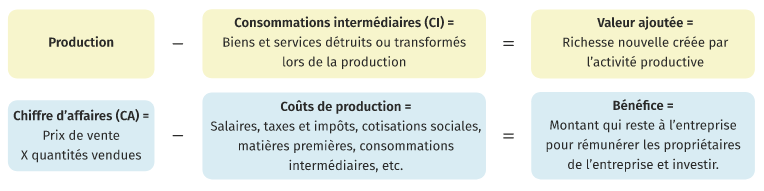 Production
–
Consommations intermédiaires (CI) =
Biens et services détruits ou transformés
lors de la production
=
Valeur ajoutée =
Richesse nouvelle créée par
l’activité productive
Chiffre d’affaires (CA) =
Prix de vente
X quantités vendues
–
Coûts de production =
Salaires, taxes et impôts, cotisations sociales,
matières premières, consommations
intermédiaires, etc.
=
Bénéfice =
Montant qui reste à l’entreprise
pour rémunérer les propriétaires
de l’entreprise et investir.